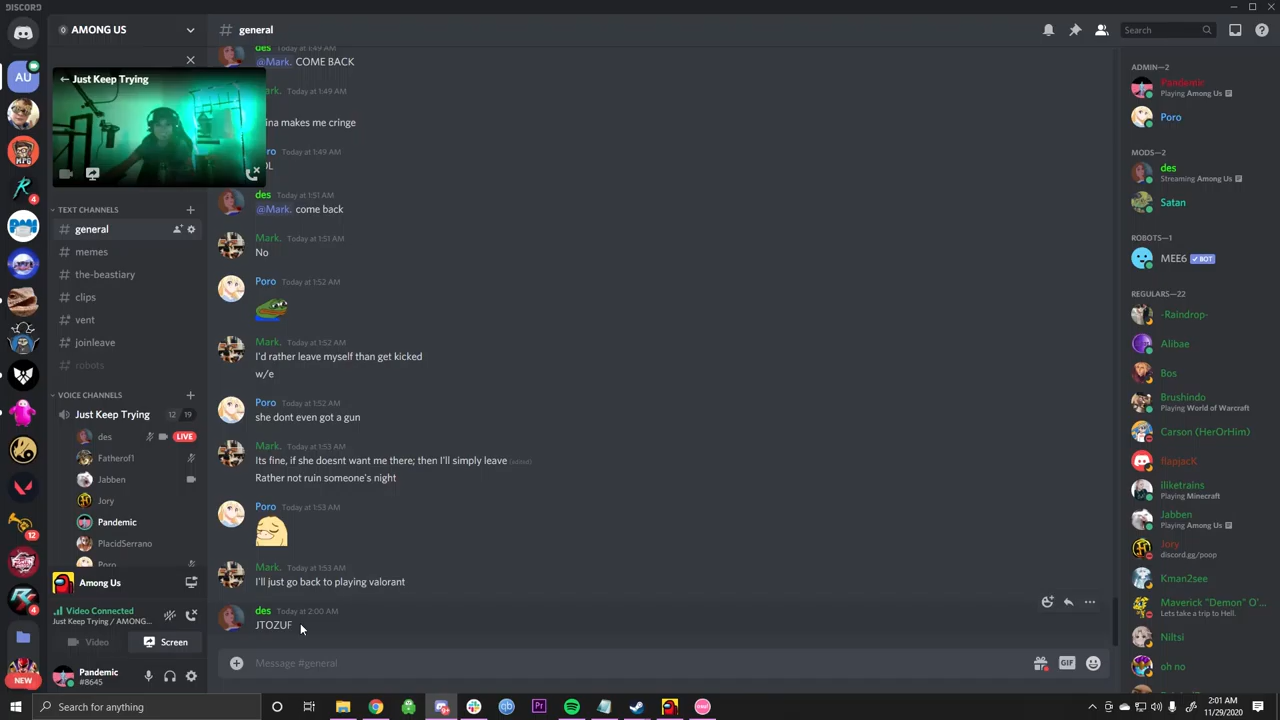 DISCORD
AMONG US
# general
Search
← Just Keep Trying
TEXT CHANNELS
# general
# memes
# the-beastiary
# clips
vent
# joinleave
robots
VOICE CHANNELS
Just Keep Trying 12 19
des LIVE
Fatherof1
Jabben
Jory
Pandemic
PlacidSerrano
Poro
Among Us
Video Connected
Just Keep Trying / AMONG...
Video Screen
Pandemic
#8645
NEW
des Today at 1:49 AM
@Mark. COME BACK
Today at 1:49 AM
makes me cringe
Today at 1:49 AM
des Today at 1:51 AM
@Mark. come back
Mark. Today at 1:51 AM
No
Poro Today at 1:52 AM
Mark. Today at 1:52 AM
I'd rather leave myself than get kicked
w/e
Poro Today at 1:52 AM
she dont even got a gun
Mark. Today at 1:53 AM
Its fine, if she doesnt want me there; then I'll simply leave (edited)
Rather not ruin someone's night
Poro Today at 1:53 AM
Mark. Today at 1:53 AM
I'll just go back to playing valorant
des Today at 2:00 AM
JTOZUF
Message #general
GIF
ADMIN—2
Pandemic
Playing Among Us
Poro
MODS—2
des
Streaming Among Us
Satan
ROBOTS—1
MEE6 ✓BOT
REGULARS—22
-Raindrop-
Alibae
Bos
Brushindo
Playing World of Warcraft
Carson (HerOrHim)
flapjacK
iliketrains
Playing Minecraft
Jabben
Playing Among Us
Jory
discord.gg/poop
Kman2see
Maverick "Demon" O'...
Lets take a trip to Hell.
Niltsi
oh no
Search for anything
2:01 AM
11/29/2020